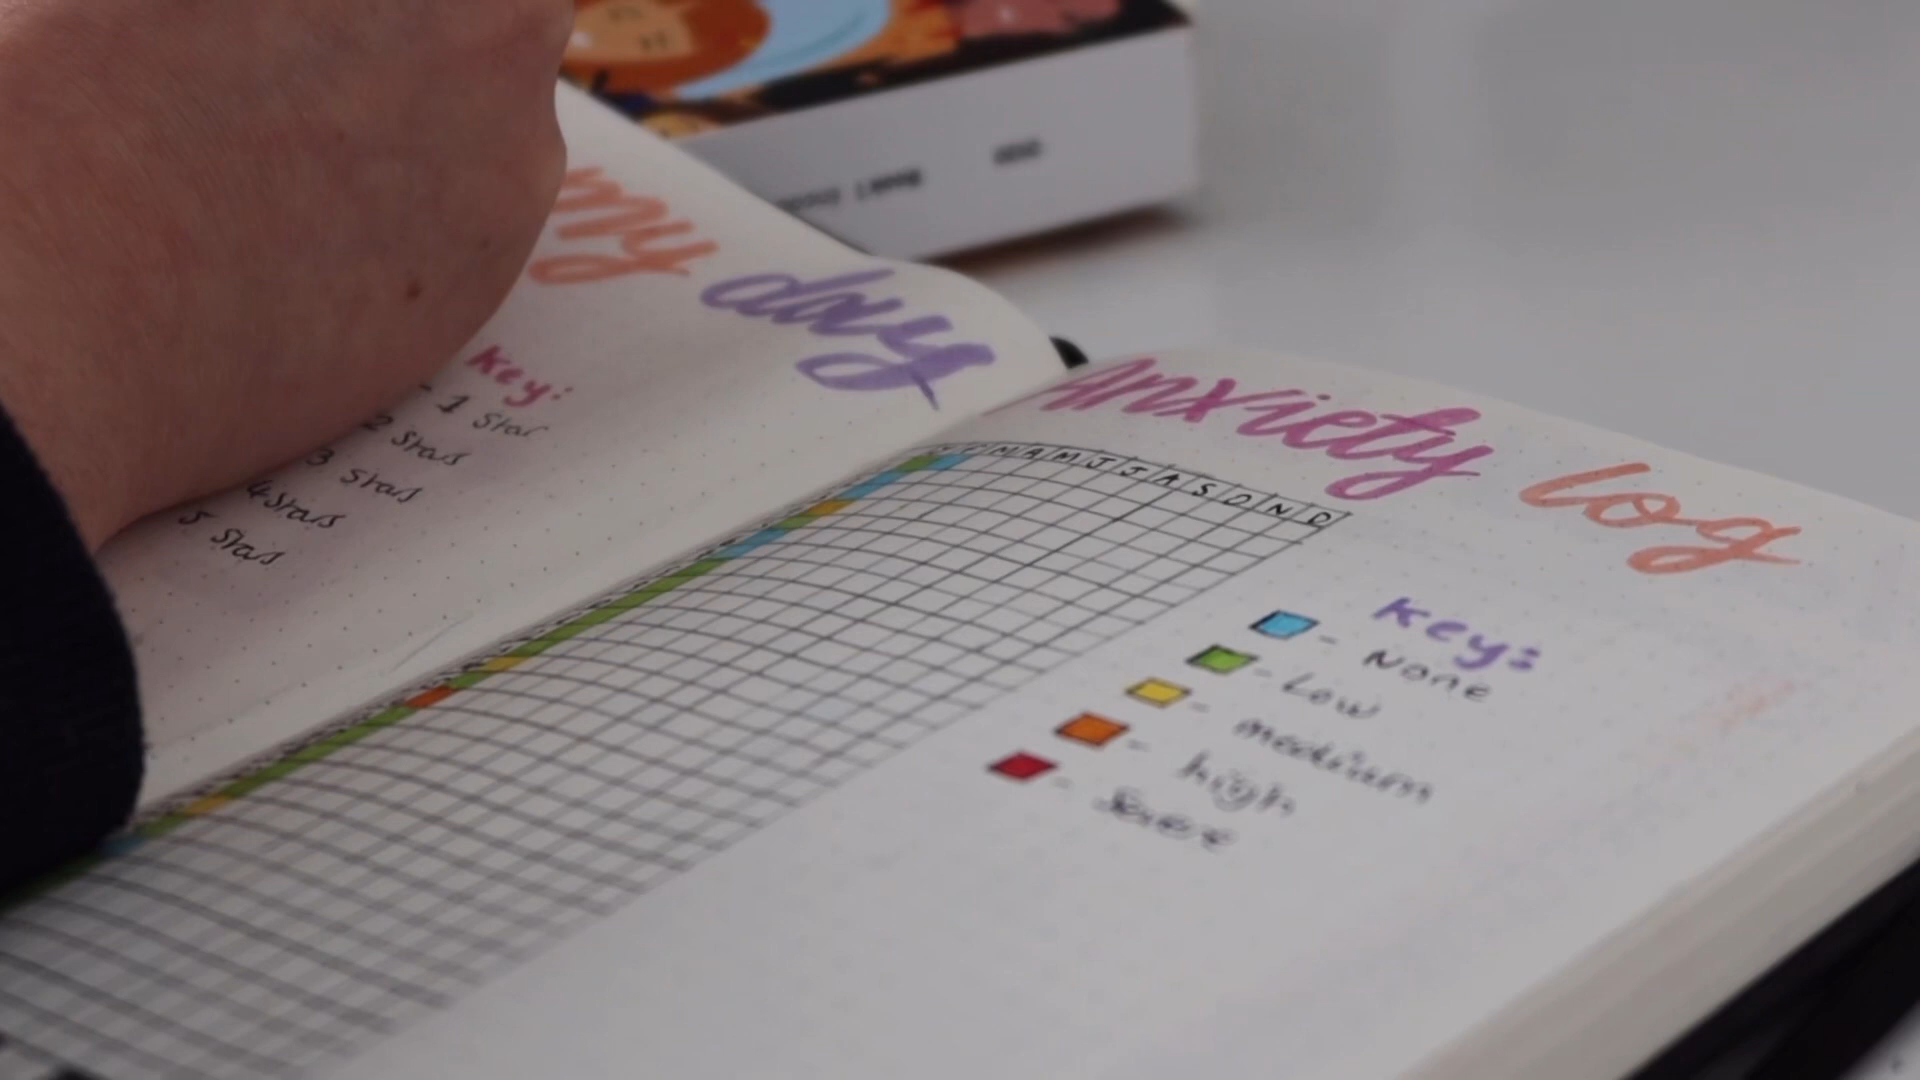 my day
Key:
- 1 Star
2 Stars
3 Stars
4 Stars
5 Stars
Anxiety log
M A M J J A S O N D
Key:
- None
- Low
- medium
- high
- Severe